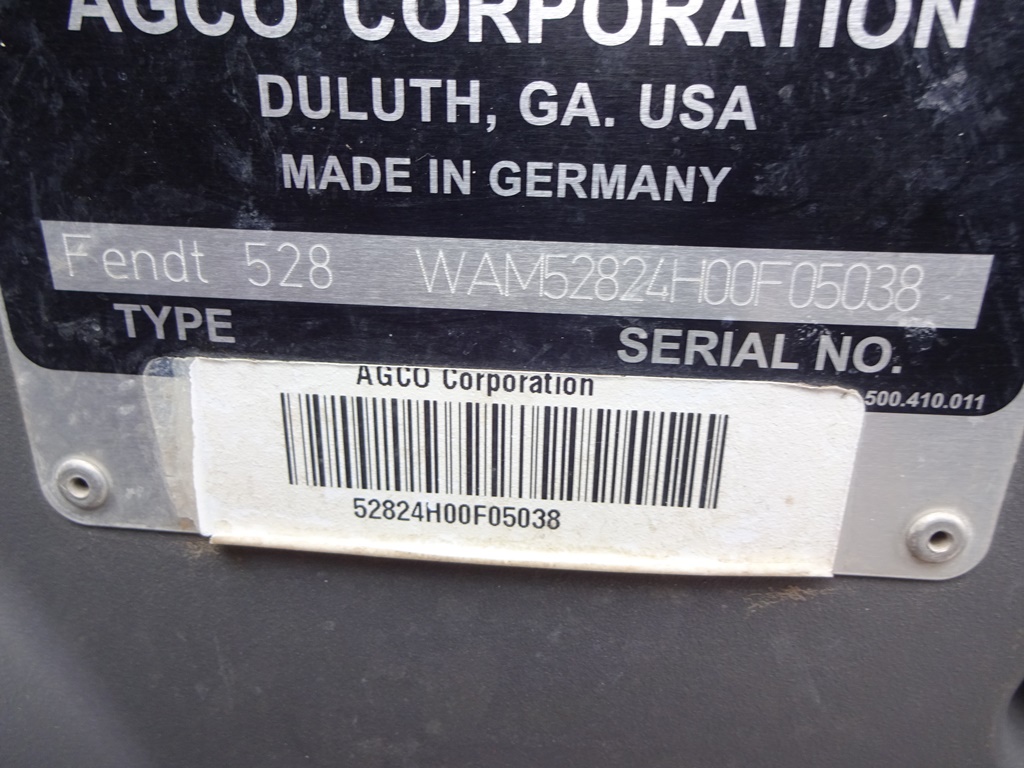 AGCO CORPORATION
DULUTH, GA. USA
MADE IN GERMANY
Fendt 528 WAM52824H00F05038
TYPE SERIAL NO.
500.410.011
AGCO Corporation
52824H00F05038